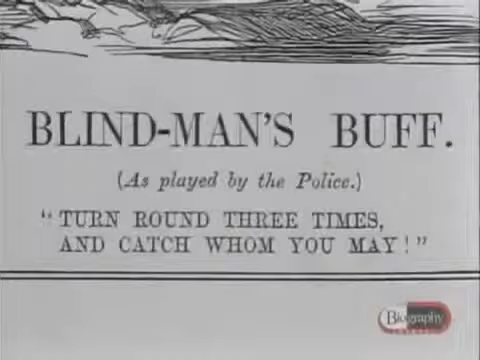 BLIND-MAN'S BUFF.
(As played by the Police.)
"TURN ROUND THREE TIMES,
AND CATCH WHOM YOU MAY!"
Biography